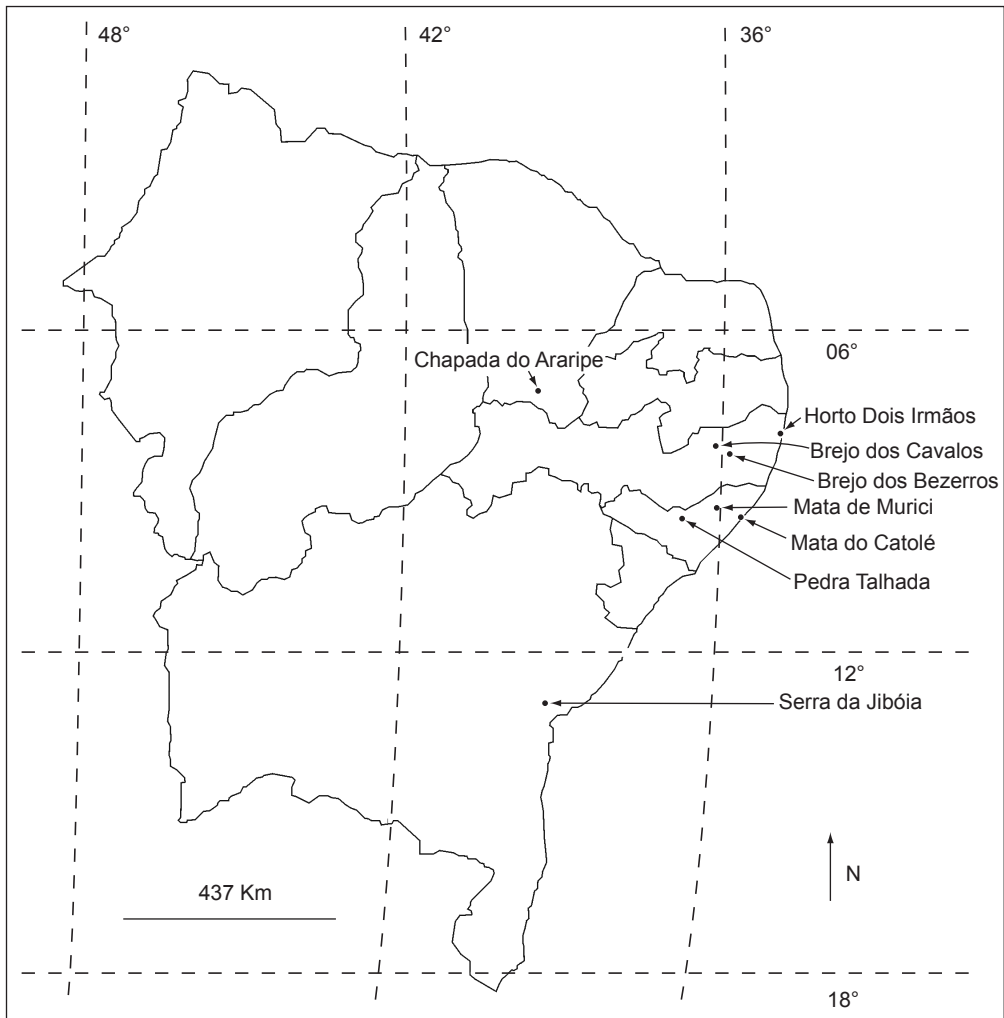 48°
42°
36°
06°
Chapada do Araripe
Horto Dois Irmãos
Brejo dos Cavalos
Brejo dos Bezerros
Mata de Murici
Mata do Catolé
Pedra Talhada
12°
Serra da Jibóia
437 Km
N
18°